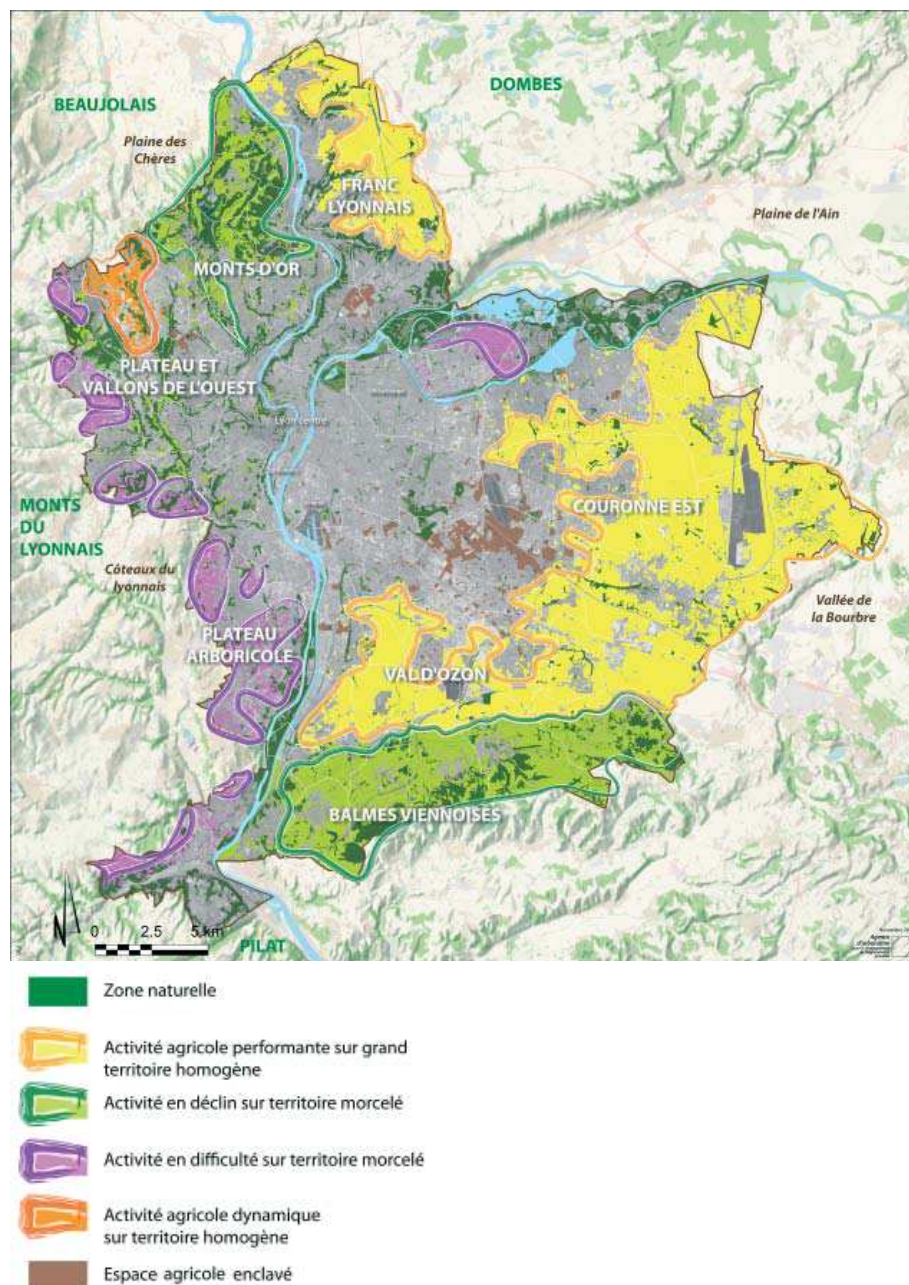 BEAUJOLAIS
DOMBES
Plaine des
Chères
FRANC
LYONNAIS
Plaine de l'Ain
MONTS D'OR
PLATEAU ET
VALLONS DE L'OUEST
Lyon centre
COURONNE EST
MONTS
DU
LYONNAIS
Côteaux du
lyonnais
Vallée de
la Bourbre
PLATEAU
ARBORICOLE
VAL D'OZON
BALMES VIENNOISES
0 2.5 5 km
PILAT
Zone naturelle
Activité agricole performante sur grand
territoire homogène
Activité en déclin sur territoire morcelé
Activité en difficulté sur territoire morcelé
Activité agricole dynamique
sur territoire homogène
Espace agricole enclavé